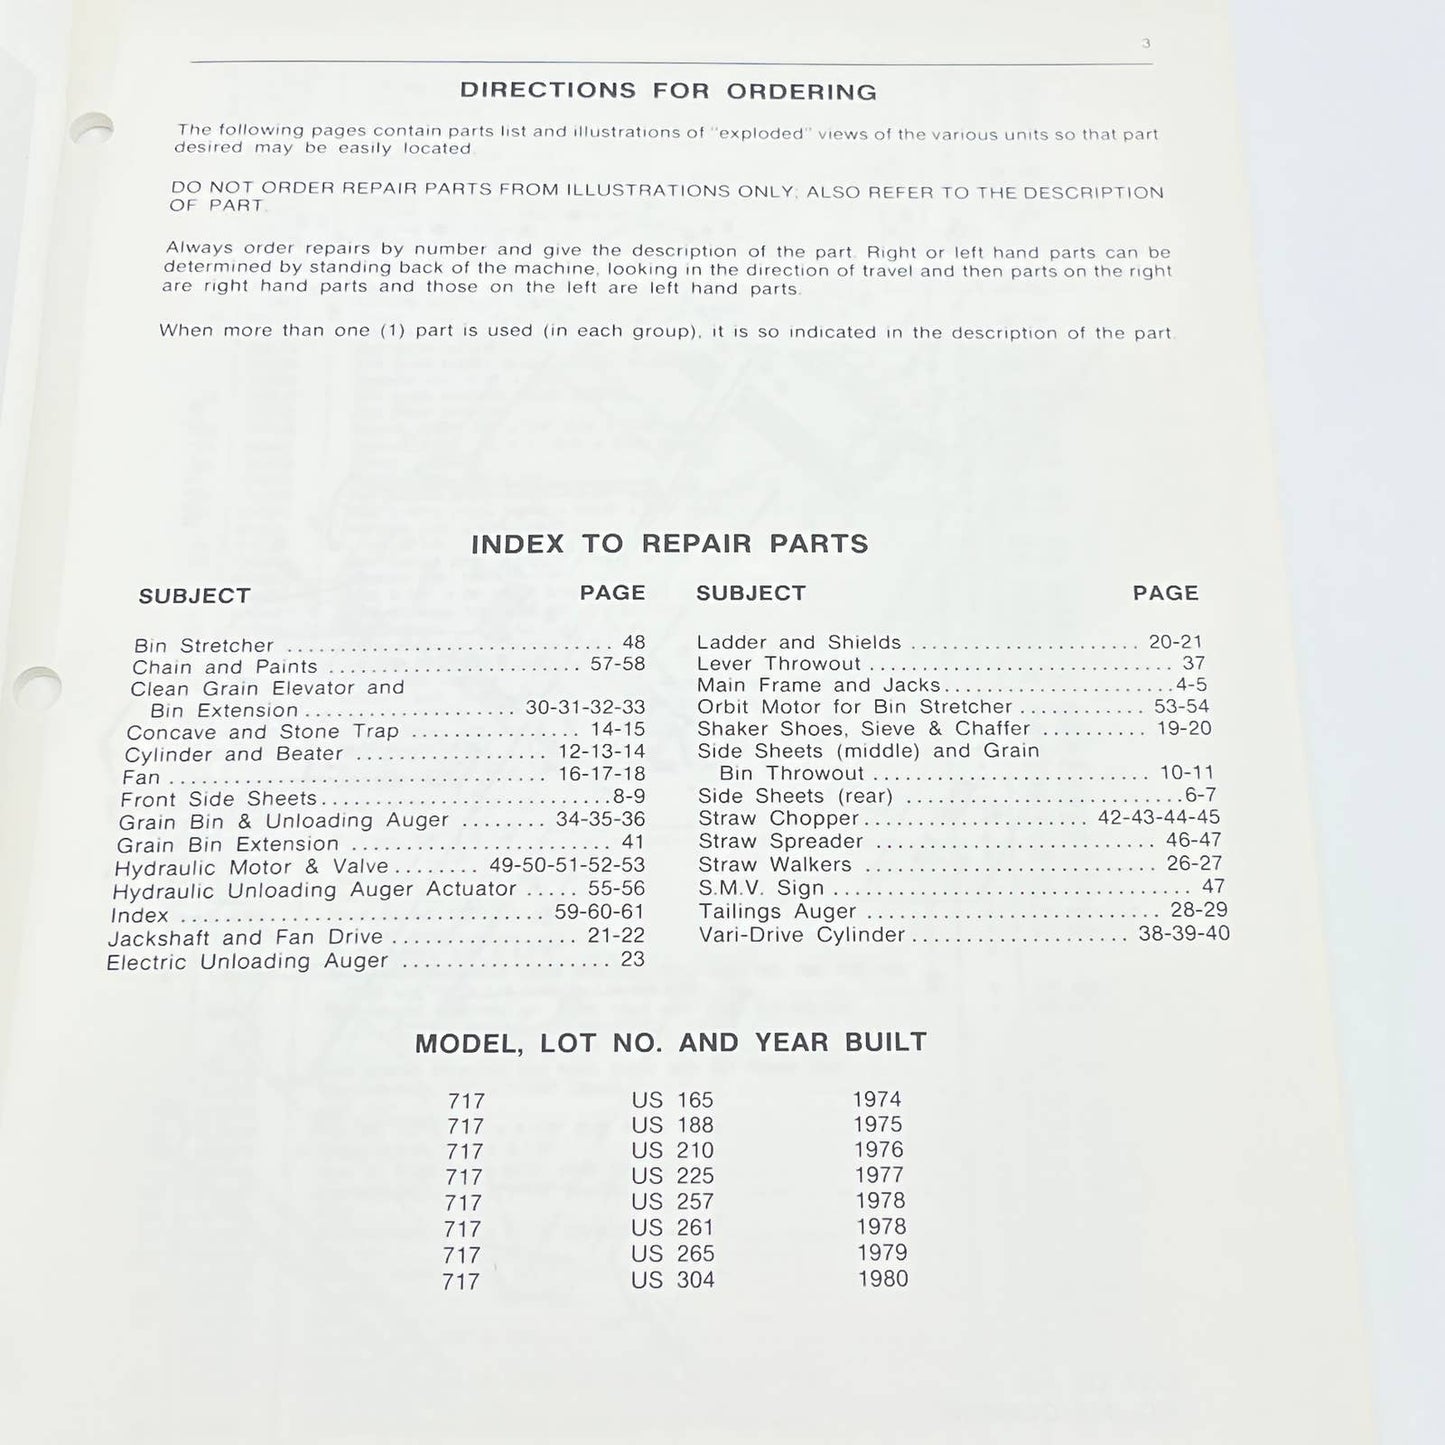 3
DIRECTIONS FOR ORDERING
The following pages contain parts list and illustrations of "exploded" views of the various units so that part
desired may be easily located.
DO NOT ORDER REPAIR PARTS FROM ILLUSTRATIONS ONLY, ALSO REFER TO THE DESCRIPTION
OF PART.
Always order repairs by number and give the description of the part. Right or left hand parts can be
determined by standing back of the machine, looking in the direction of travel and then parts on the right
are right hand parts and those on the left are left hand parts.
When more than one (1) part is used (in each group), it is so indicated in the description of the part.
INDEX TO REPAIR PARTS
SUBJECT PAGE
Bin Stretcher ............................... 48
Chain and Paints ........................ 57-58
Clean Grain Elevator and
Bin Extension.................... 30-31-32-33
Concave and Stone Trap ................ 14-15
Cylinder and Beater .................. 12-13-14
Fan ................................... 16-17-18
Front Side Sheets...........................8-9
Grain Bin & Unloading Auger ........ 34-35-36
Grain Bin Extension ........................ 41
Hydraulic Motor & Valve........ 49-50-51-52-53
Hydraulic Unloading Auger Actuator ..... 55-56
Index .................................. 59-60-61
Jackshaft and Fan Drive ................. 21-22
Electric Unloading Auger ................... 23
SUBJECT PAGE
Ladder and Shields ...................... 20-21
Lever Throwout ............................. 37
Main Frame and Jacks......................4-5
Orbit Motor for Bin Stretcher ............ 53-54
Shaker Shoes, Sieve & Chaffer .......... 19-20
Side Sheets (middle) and Grain
Bin Throwout .......................... 10-11
Side Sheets (rear) ..........................6-7
Straw Chopper..................... 42-43-44-45
Straw Spreader .......................... 46-47
Straw Walkers ........................... 26-27
S.M.V. Sign ................................. 47
Tailings Auger ........................... 28-29
Vari-Drive Cylinder.................... 38-39-40
MODEL, LOT NO. AND YEAR BUILT
717 US 165 1974
717 US 188 1975
717 US 210 1976
717 US 225 1977
717 US 257 1978
717 US 261 1978
717 US 265 1979
717 US 304 1980